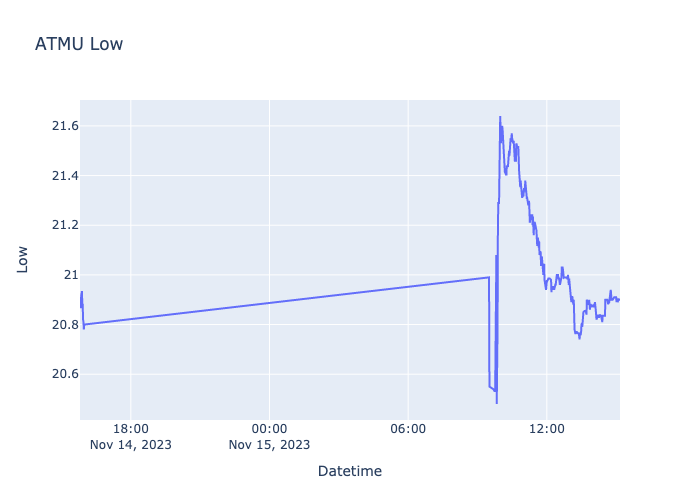 ATMU Low
Low
21.6
21.4
21.2
21
20.8
20.6
18:00
Nov 14, 2023
00:00
Nov 15, 2023
06:00
12:00
Datetime